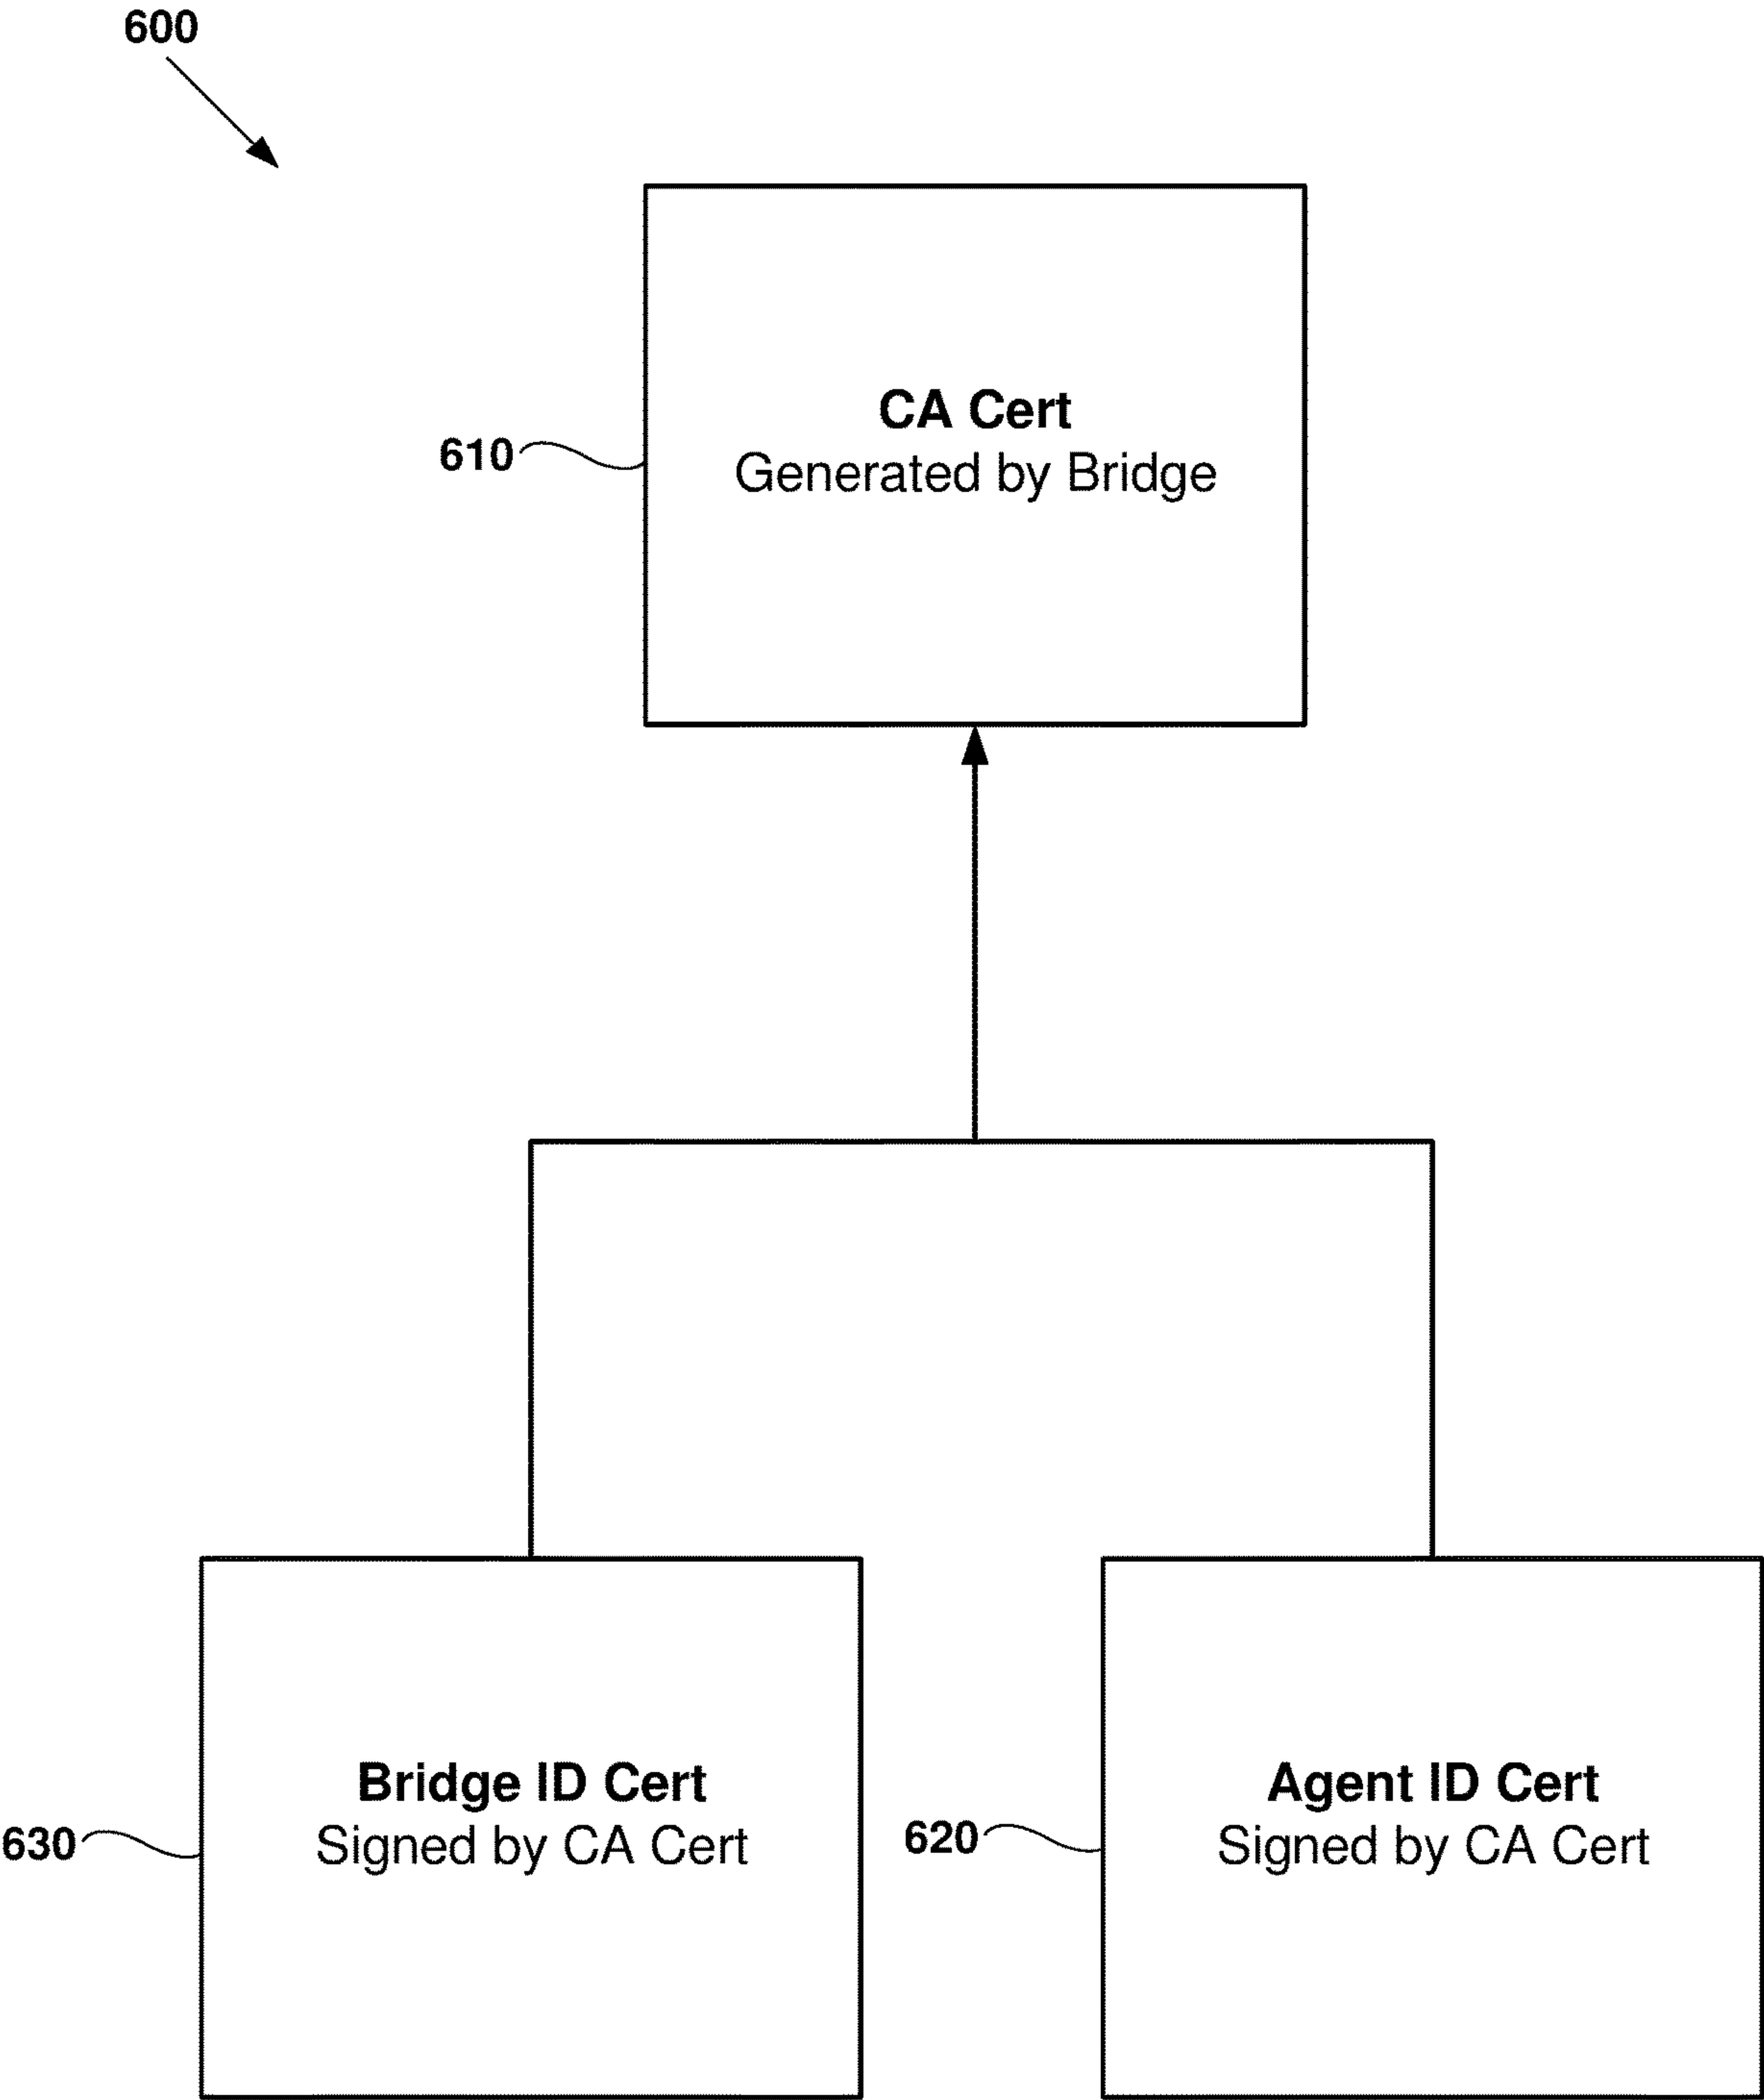 600
CA Cert
610
Generated by Bridge
Bridge ID Cert
630
Signed by CA Cert
Agent ID Cert
620
Signed by CA Cert